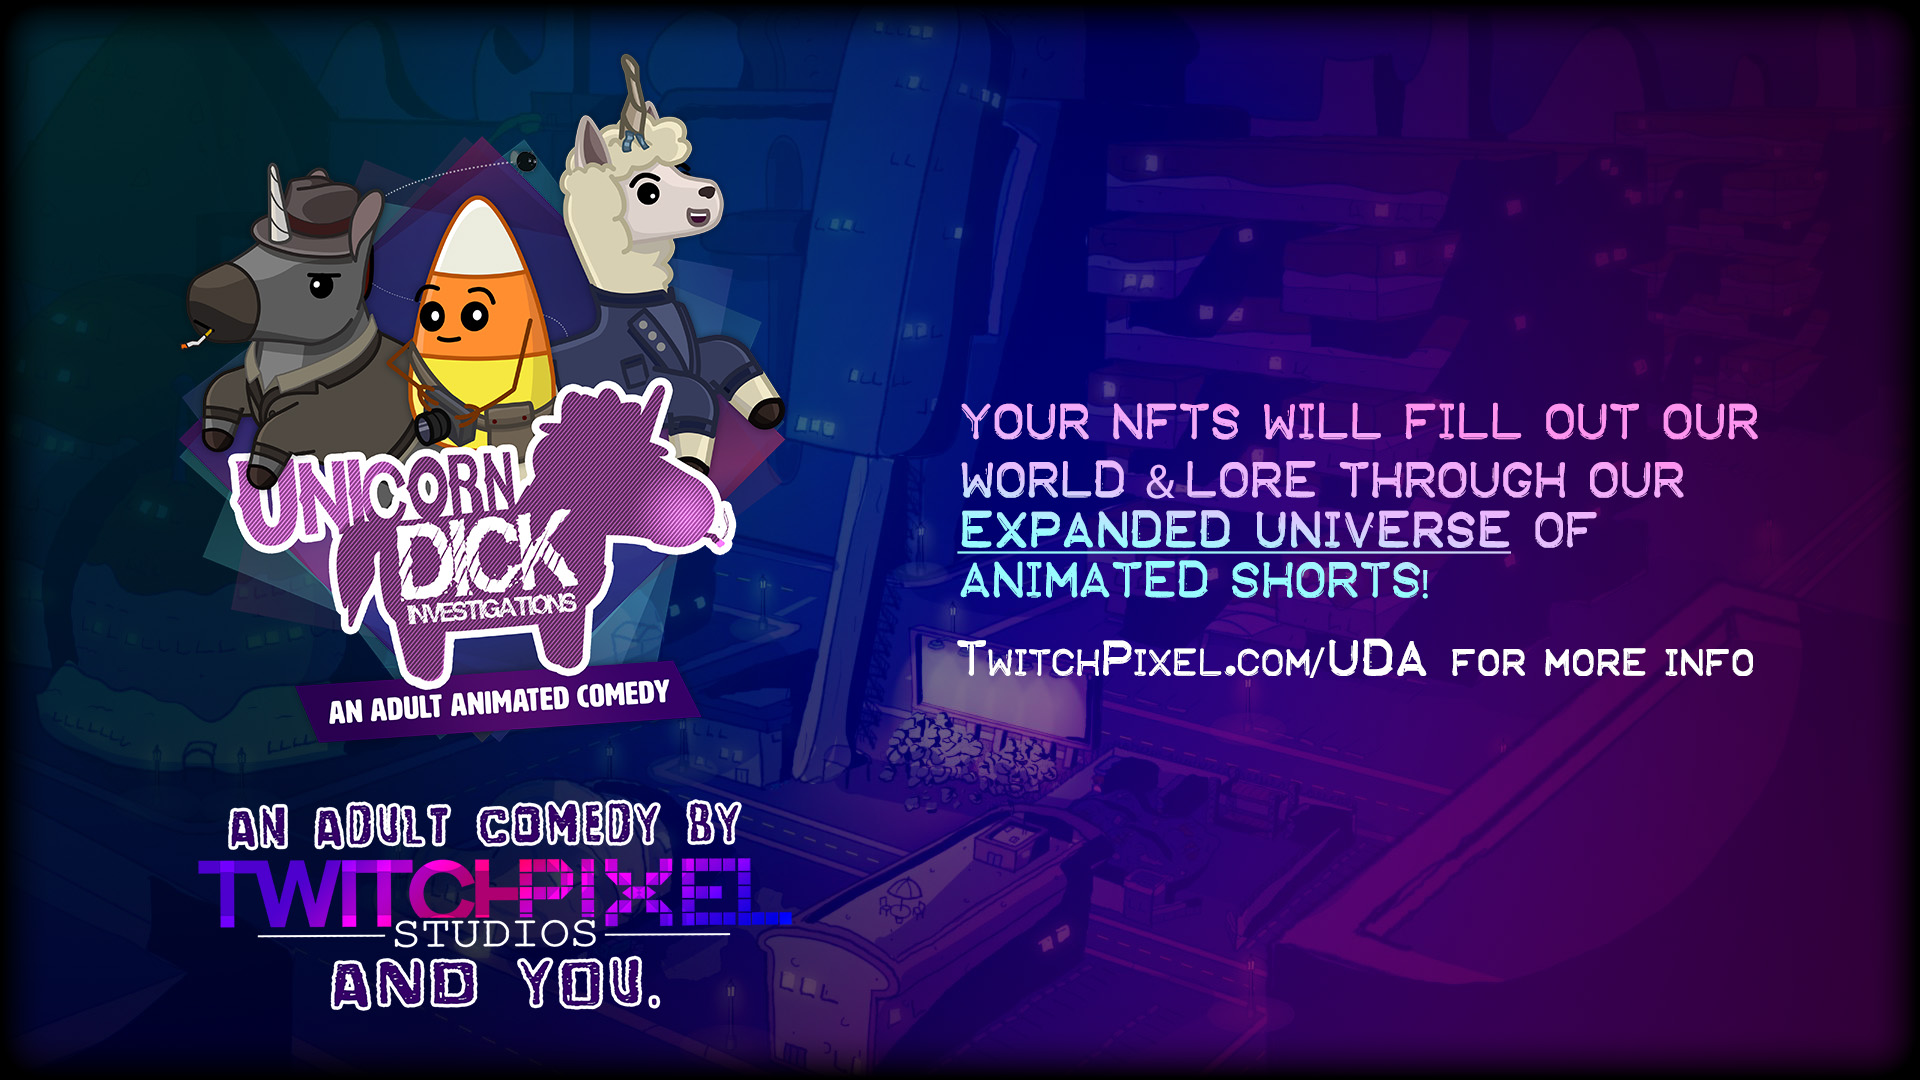 UNICORN
DICK
INVESTIGATIONS
AN ADULT ANIMATED COMEDY
AN ADULT COMEDY BY
TWITCHPIXEL
STUDIOS
AND YOU.
YOUR NFTS WILL FILL OUT OUR
WORLD & LORE THROUGH OUR
EXPANDED UNIVERSE OF
ANIMATED SHORTS!
TWITCHPIXEL.COM/UDA FOR MORE INFO